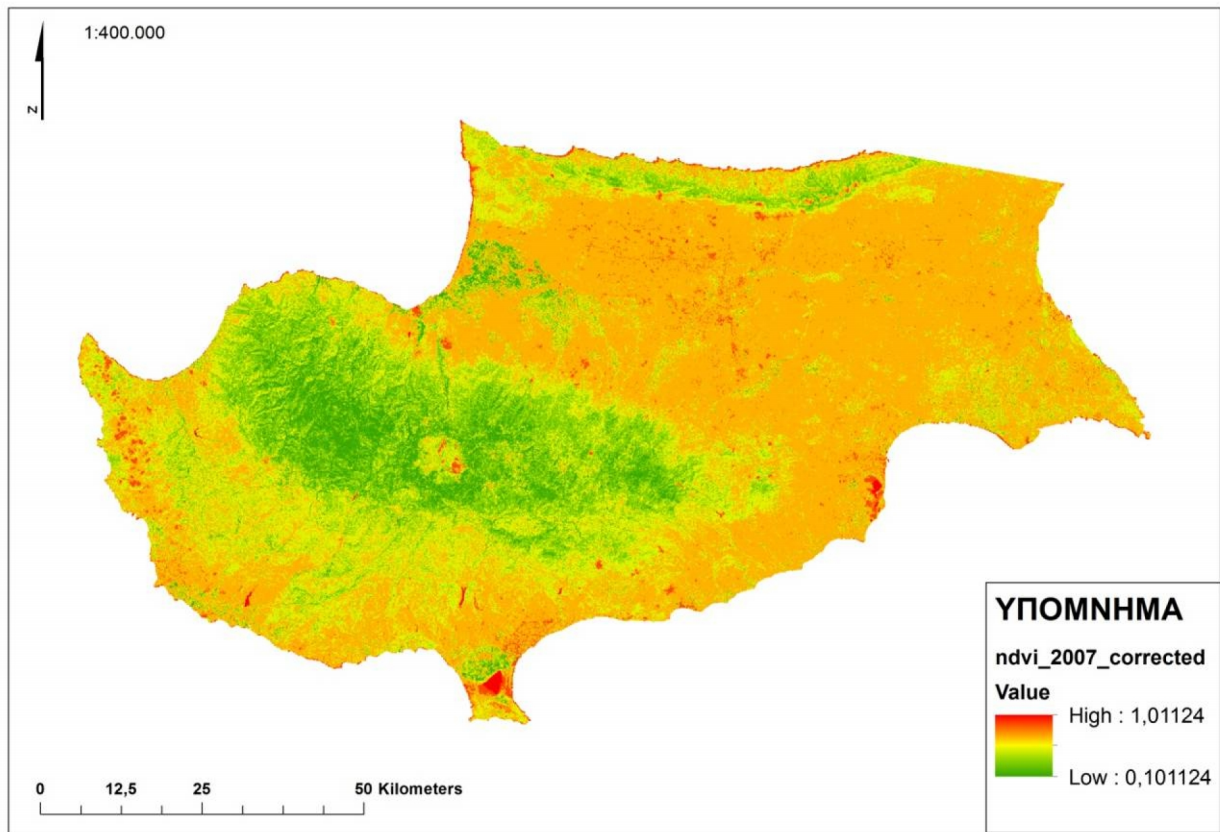 1:400.000
z
ΥΠΟΜΝΗΜΑ
ndvi_2007_corrected
Value
High : 1,01124
Low : 0,101124
0 12,5 25 50 Kilometers